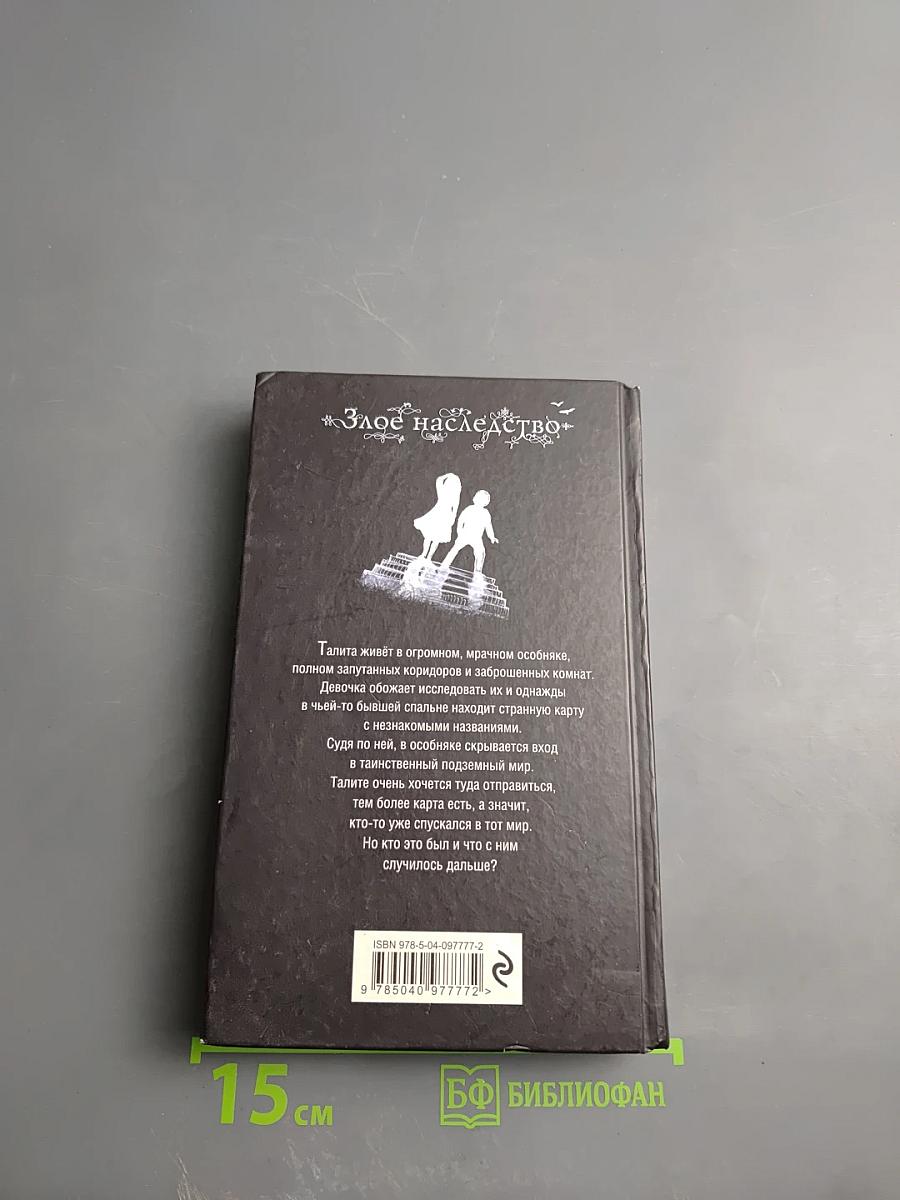 Злое наследство
Талита живёт в огромном, мрачном особняке,
полном запутанных коридоров и заброшенных комнат.
Девочка обожает исследовать их и однажды
в чьей-то бывшей спальне находит странную карту
с незнакомыми названиями.
Судя по ней, в особняке скрывается вход
в таинственный подземный мир.
Талите очень хочется туда отправиться,
тем более карта есть, а значит,
кто-то уже спускался в тот мир.
Но кто это был и что с ним
случилось дальше?
ISBN 978-5-04-097777-2
9 785040 977772 >
15 см
БФ БИБЛИОФАН